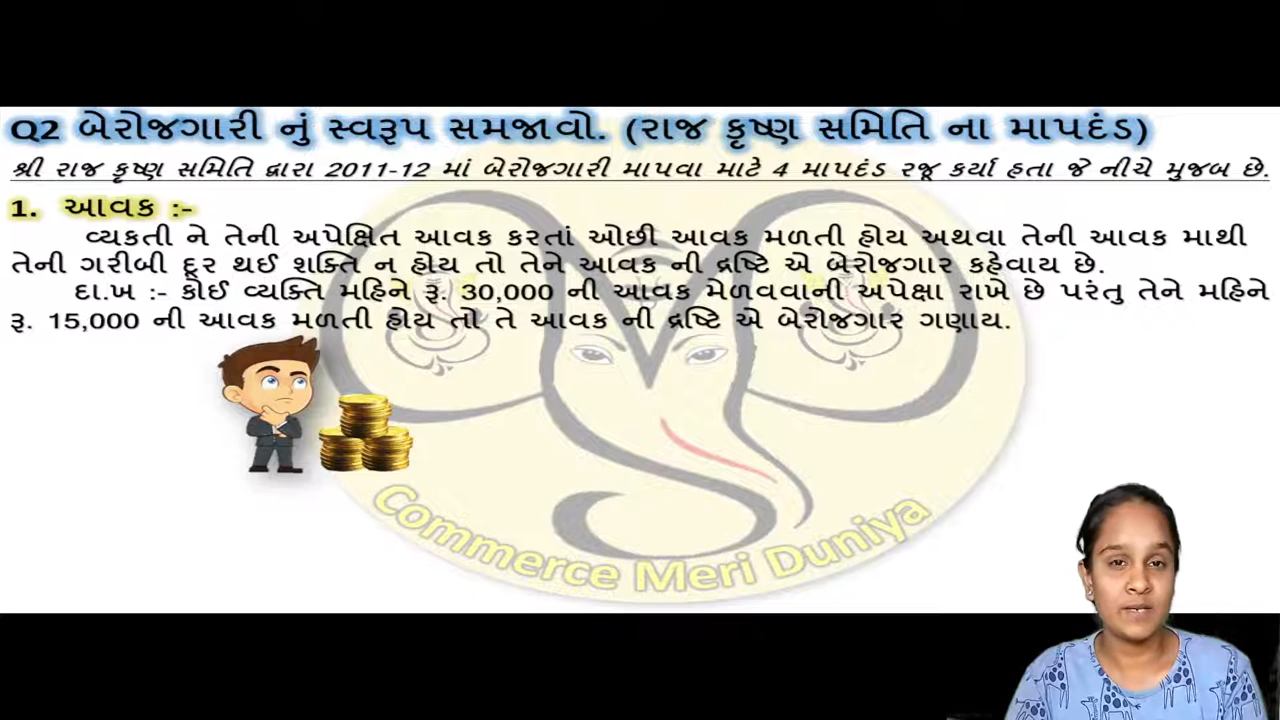 Q2 બેરોજગારી નું સ્વરૂપ સમજાવો. (રાજ કૃષ્ણ સમિતિ ના માપદંડ)
શ્રી રાજ કૃષ્ણ સમિતિ દ્વારા 2011-12 માં બેરોજગારી માપવા માટે 4 માપદંડ રજૂ કર્યા હતા જે નીચે મુજબ છે.
1. આવક :-
વ્યકતી ને તેની અપેક્ષિત આવક કરતાં ઓછી આવક મળતી હોય અથવા તેની આવક માથી
તેની ગરીબી દૂર થઈ શક્તિ ન હોય તો તેને આવક ની દ્રષ્ટિ એ બેરોજગાર કહેવાય છે.
દા.ખ :- કોઈ વ્યક્તિ મહિને રૂ. 30,000 ની આવક મેળવવાની અપેક્ષા રાખે છે પરંતુ તેને મહિને
રૂ. 15,000 ની આવક મળતી હોય તો તે આવક ની દ્રષ્ટિ એ બેરોજગાર ગણાય.
Commerce Meri Duniya